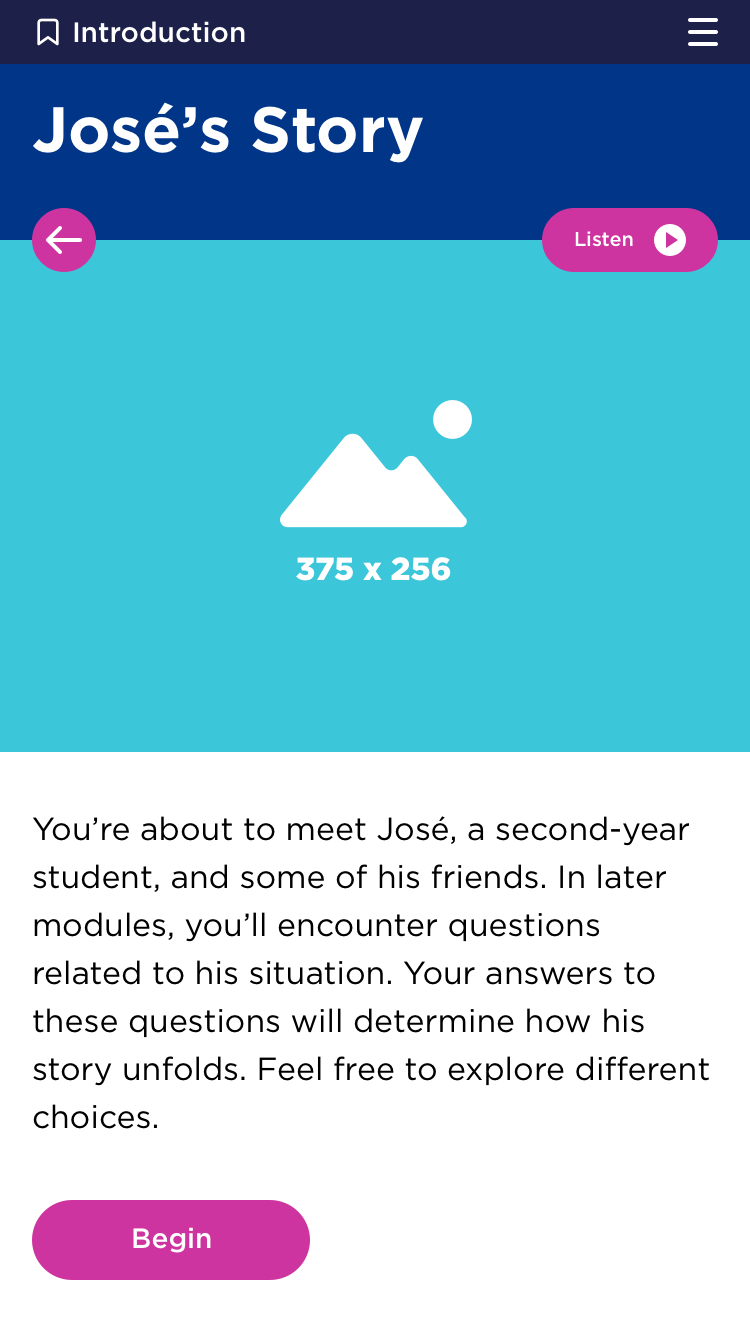 Introduction
José’s Story
Listen
375 x 256
You’re about to meet José, a second-year
student, and some of his friends. In later
modules, you’ll encounter questions
related to his situation. Your answers to
these questions will determine how his
story unfolds. Feel free to explore different
choices.
Begin